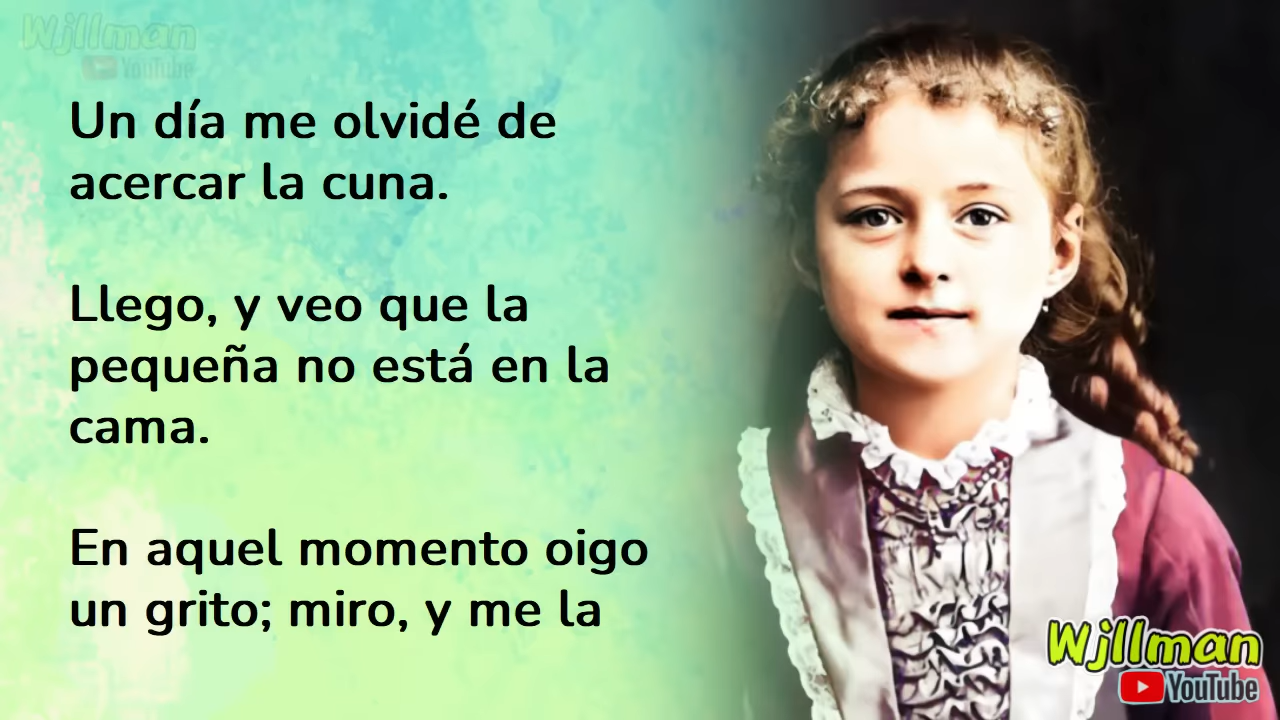 Wjllman
YouTube
Un día me olvidé de
acercar la cuna.
Llego, y veo que la
pequeña no está en la
cama.
En aquel momento oigo
un grito; miro, y me la
Wjllman
YouTube